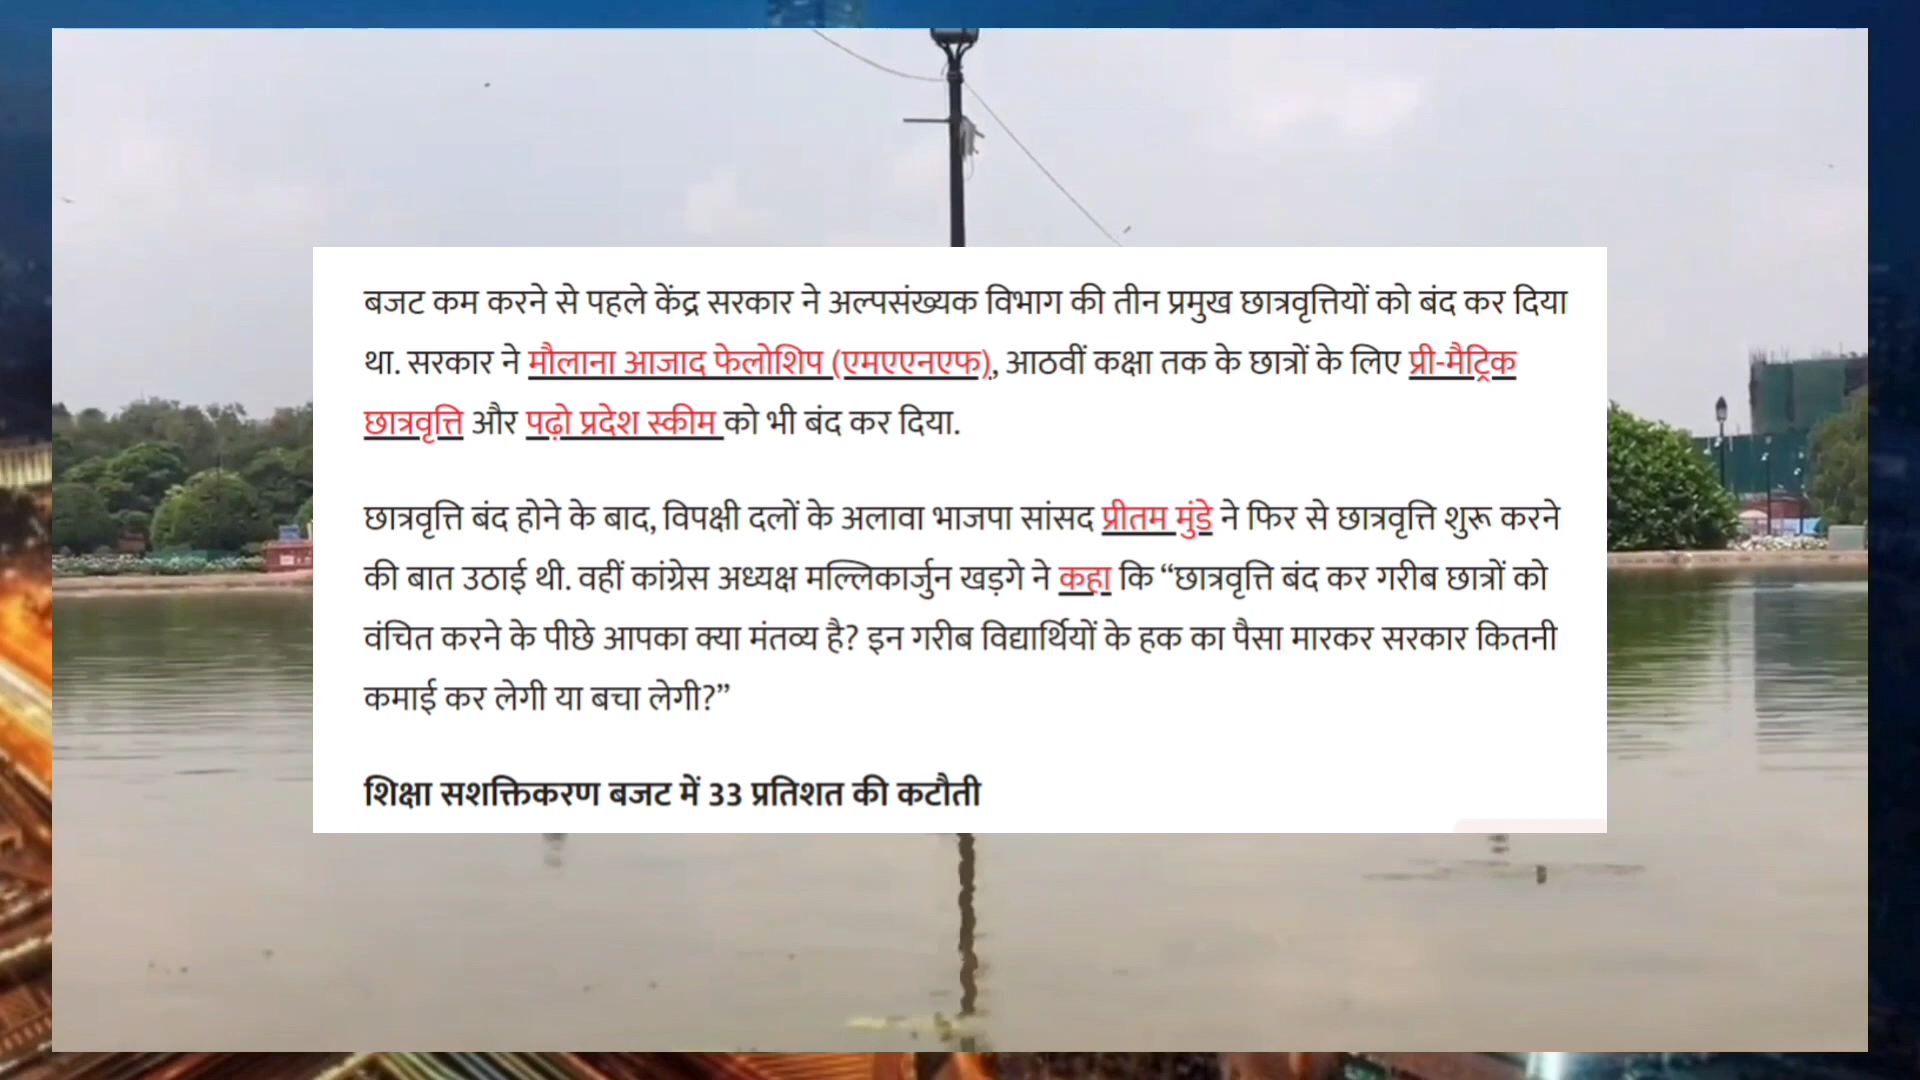 बजट कम करने से पहले केंद्र सरकार ने अल्पसंख्यक विभाग की तीन प्रमुख छात्रवृत्तियों को बंद कर दिया
था. सरकार ने मौलाना आजाद फेलोशिप (एमएएनएफ), आठवीं कक्षा तक के छात्रों के लिए प्री-मैट्रिक
छात्रवृत्ति और पढ़ो प्रदेश स्कीम को भी बंद कर दिया.
छात्रवृत्ति बंद होने के बाद, विपक्षी दलों के अलावा भाजपा सांसद प्रीतम मुंडे ने फिर से छात्रवृत्ति शुरू करने
की बात उठाई थी. वहीं कांग्रेस अध्यक्ष मल्लिकार्जुन खड़गे ने कहा कि “छात्रवृत्ति बंद कर गरीब छात्रों को
वंचित करने के पीछे आपका क्या मंतव्य है? इन गरीब विद्यार्थियों के हक का पैसा मारकर सरकार कितनी
कमाई कर लेगी या बचा लेगी?”
शिक्षा सशक्तिकरण बजट में 33 प्रतिशत की कटौती